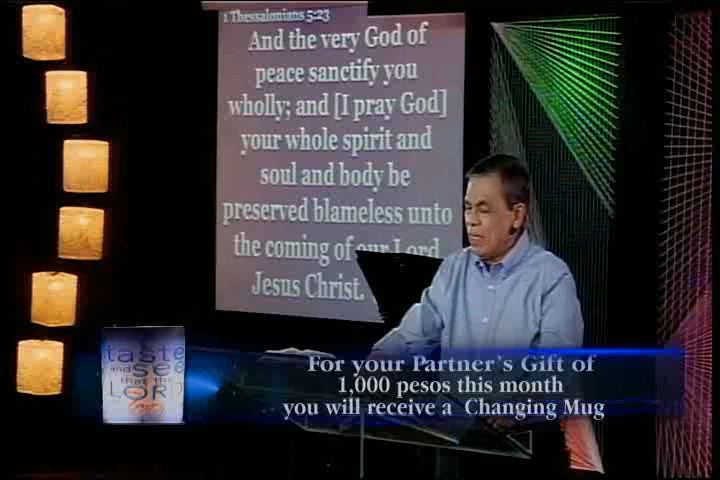 1 Thessalonians 5:23
And the very God of
peace sanctify you
wholly; and [I pray God]
your whole spirit and
soul and body be
preserved blameless unto
the coming of our Lord
Jesus Christ.
taste
and see
that the
LORD
For your Partner's Gift of
1,000 pesos this month
you will receive a Changing Mug